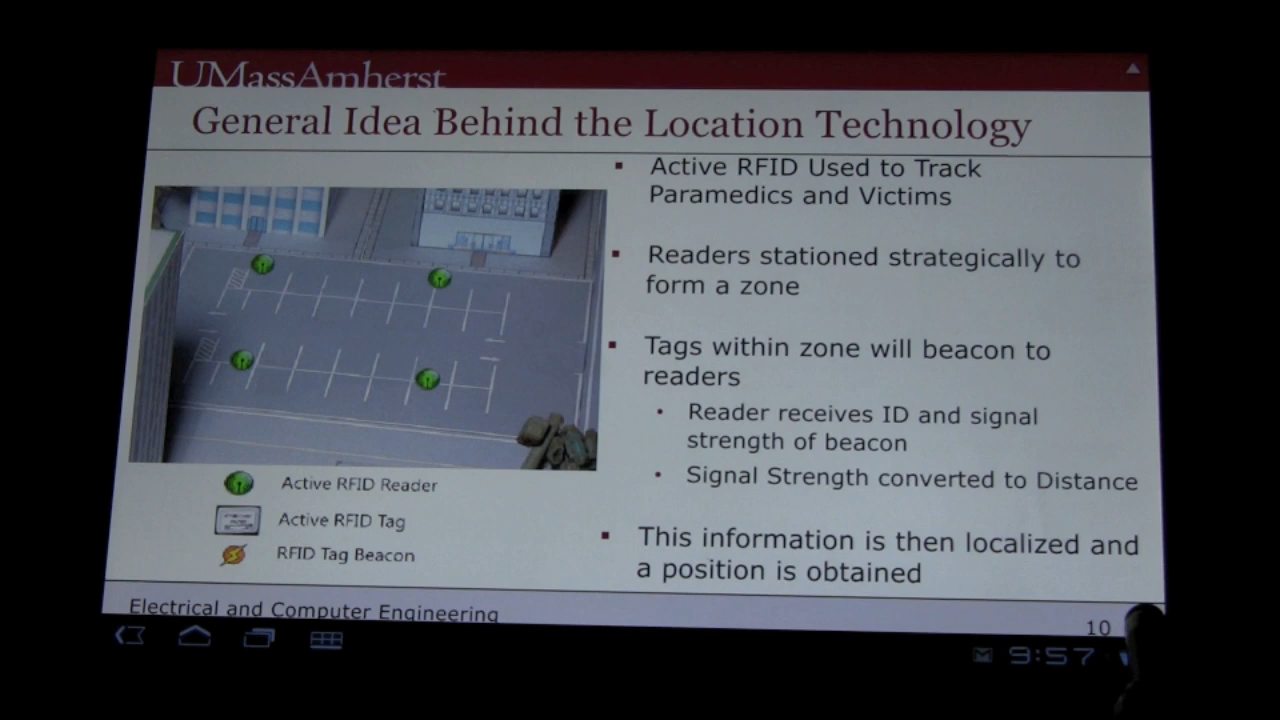 UMassAmherst
General Idea Behind the Location Technology
Active RFID Used to Track
Paramedics and Victims
Readers stationed strategically to
form a zone
Tags within zone will beacon to
readers
Reader receives ID and signal
strength of beacon
Signal Strength converted to Distance
This information is then localized and
a position is obtained
Active RFID Reader
Active RFID Tag
RFID Tag Beacon
Electrical and Computer Engineering
10
9:57